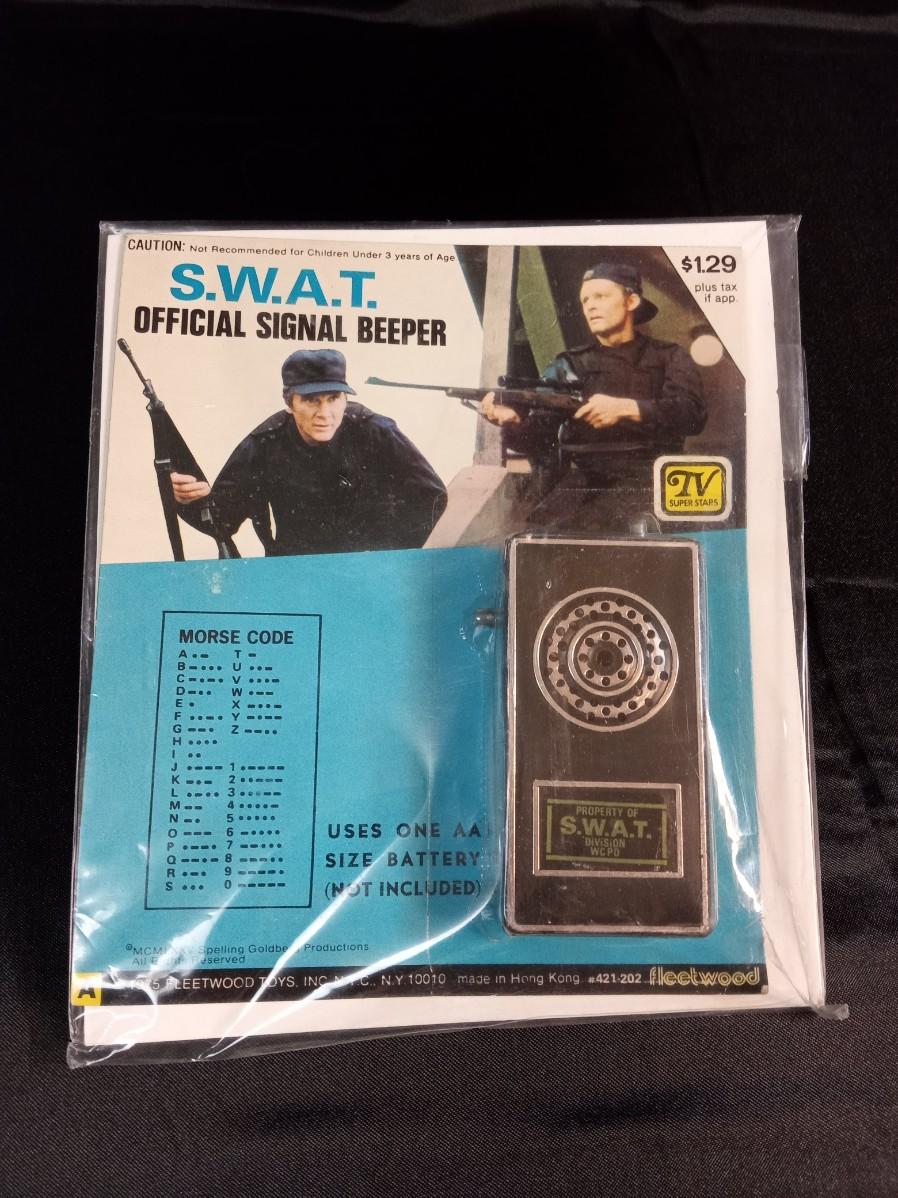 CAUTION: Not Recommended for Children Under 3 years of Age
S.W.A.T.
OFFICIAL SIGNAL BEEPER
$1.29
plus tax
if app.
TV
SUPER STARS
MORSE CODE
A •– T –
B –••• U ••–
C –•–• V •••–
D –•• W •––
E • X –••–
F ••–• Y –•––
G ––• Z ––••
H ••••
I ••
J •––– 1 •––––
K –•– 2 ••–––
L •–•• 3 •••––
M –– 4 ••••–
N –• 5 •••••
O ––– 6 –••••
P •––• 7 ––•••
Q ––•– 8 –––••
R •–• 9 ––––•
S ••• 0 –––––
USES ONE AA
SIZE BATTERY
(NOT INCLUDED)
PROPERTY OF
S.W.A.T.
DIVISION
WCPD
©MCMLXXV Spelling Goldberg Productions
All Rights Reserved
A
1975 FLEETWOOD TOYS, INC. N.Y.C., N.Y. 10010 made in Hong Kong #421-202 fleetwood